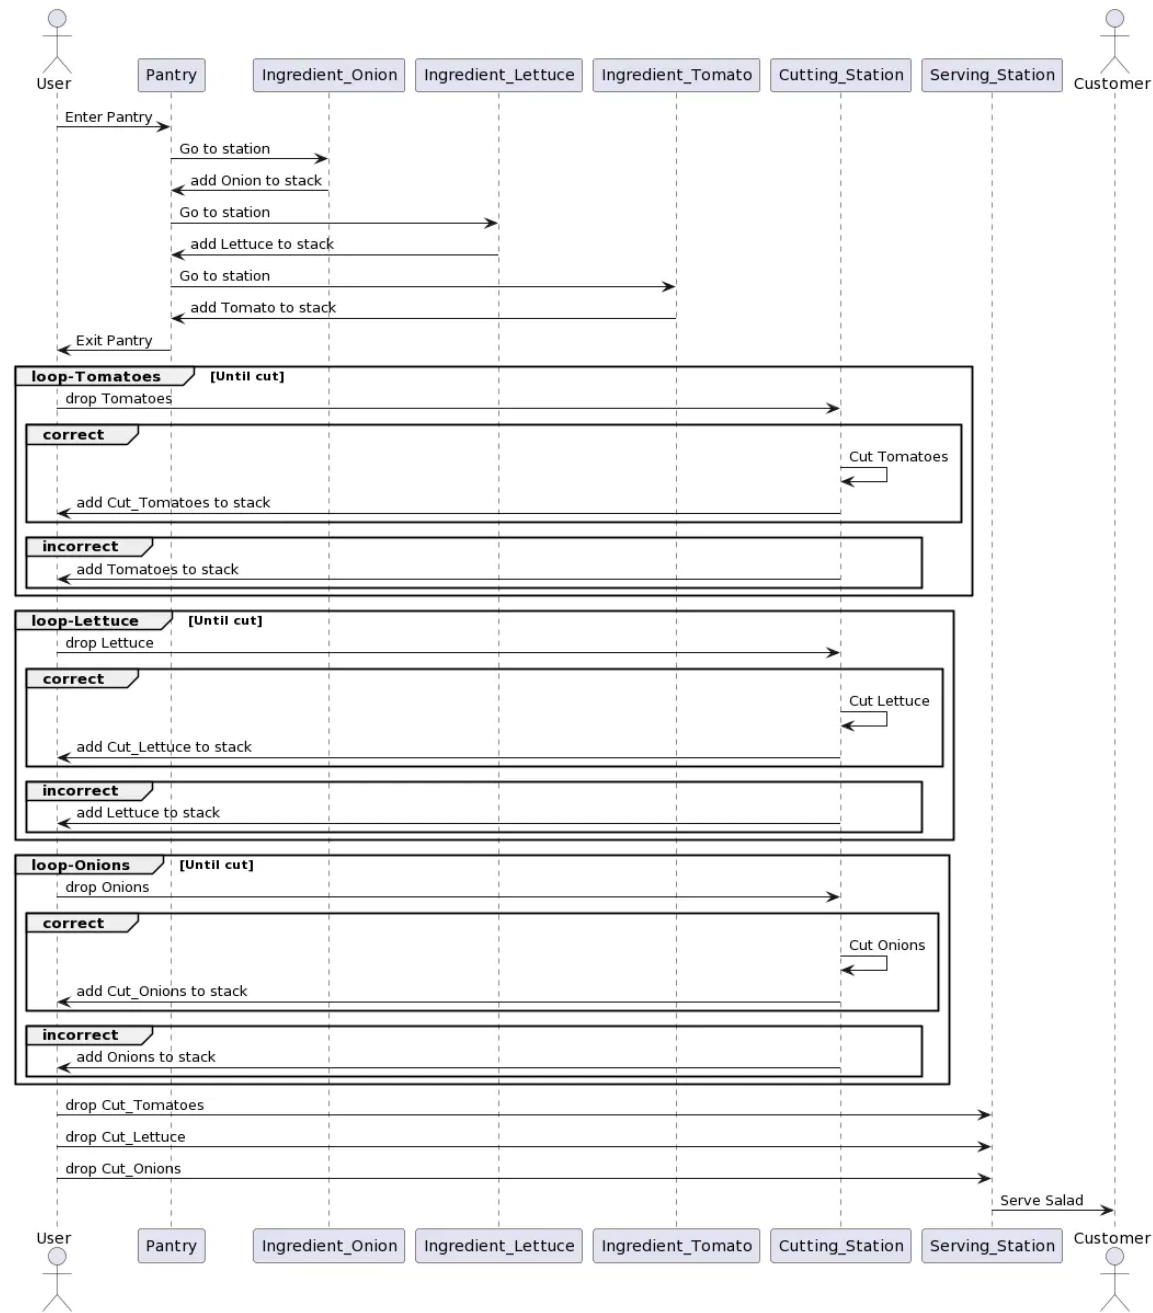 User
Pantry
Ingredient_Onion
Ingredient_Lettuce
Ingredient_Tomato
Cutting_Station
Serving_Station
Customer
Enter Pantry
Go to station
add Onion to stack
Go to station
add Lettuce to stack
Go to station
add Tomato to stack
Exit Pantry
loop-Tomatoes [Until cut]
drop Tomatoes
correct
Cut Tomatoes
add Cut_Tomatoes to stack
incorrect
add Tomatoes to stack
loop-Lettuce [Until cut]
drop Lettuce
correct
Cut Lettuce
add Cut_Lettuce to stack
incorrect
add Lettuce to stack
loop-Onions [Until cut]
drop Onions
correct
Cut Onions
add Cut_Onions to stack
incorrect
add Onions to stack
drop Cut_Tomatoes
drop Cut_Lettuce
drop Cut_Onions
Serve Salad
User
Pantry
Ingredient_Onion
Ingredient_Lettuce
Ingredient_Tomato
Cutting_Station
Serving_Station
Customer